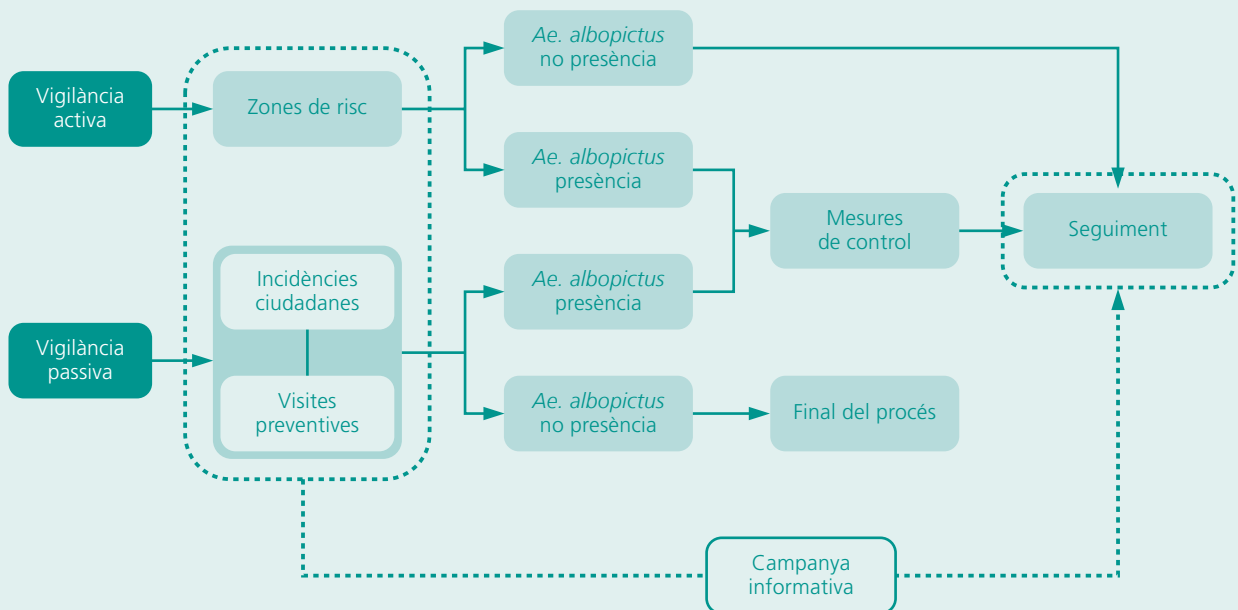 Vigilància
activa
Zones de risc
Ae. albopictus
no presència
Ae. albopictus
presència
Mesures
de control
Seguiment
Vigilància
passiva
Incidències
ciudadanes
Visites
preventives
Ae. albopictus
presència
Ae. albopictus
no presència
Final del procés
Campanya
informativa